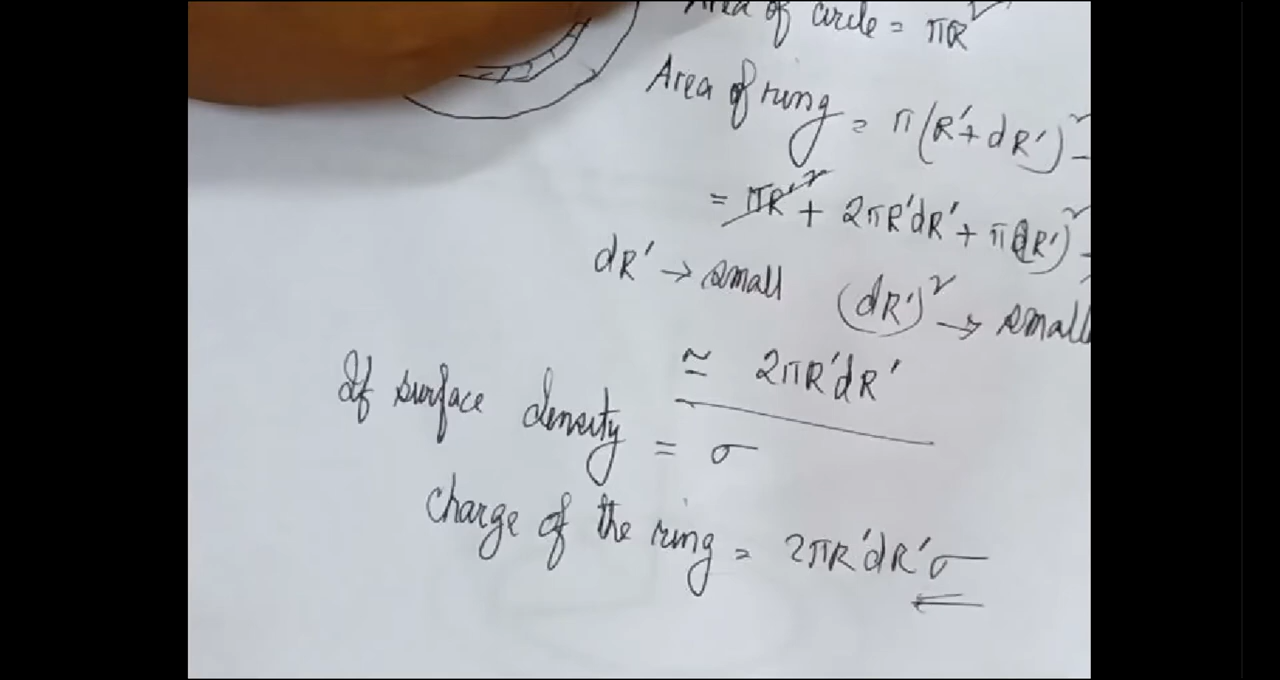 Area of circle = πR²
Area of ring = π(R'+dR')² -
= πR'² + 2πR'dR' + π(dR')² -
dR' → small (dR')² → small
≃ 2πR'dR'
If surface density = σ
charge of the ring = 2πR'dR'σ